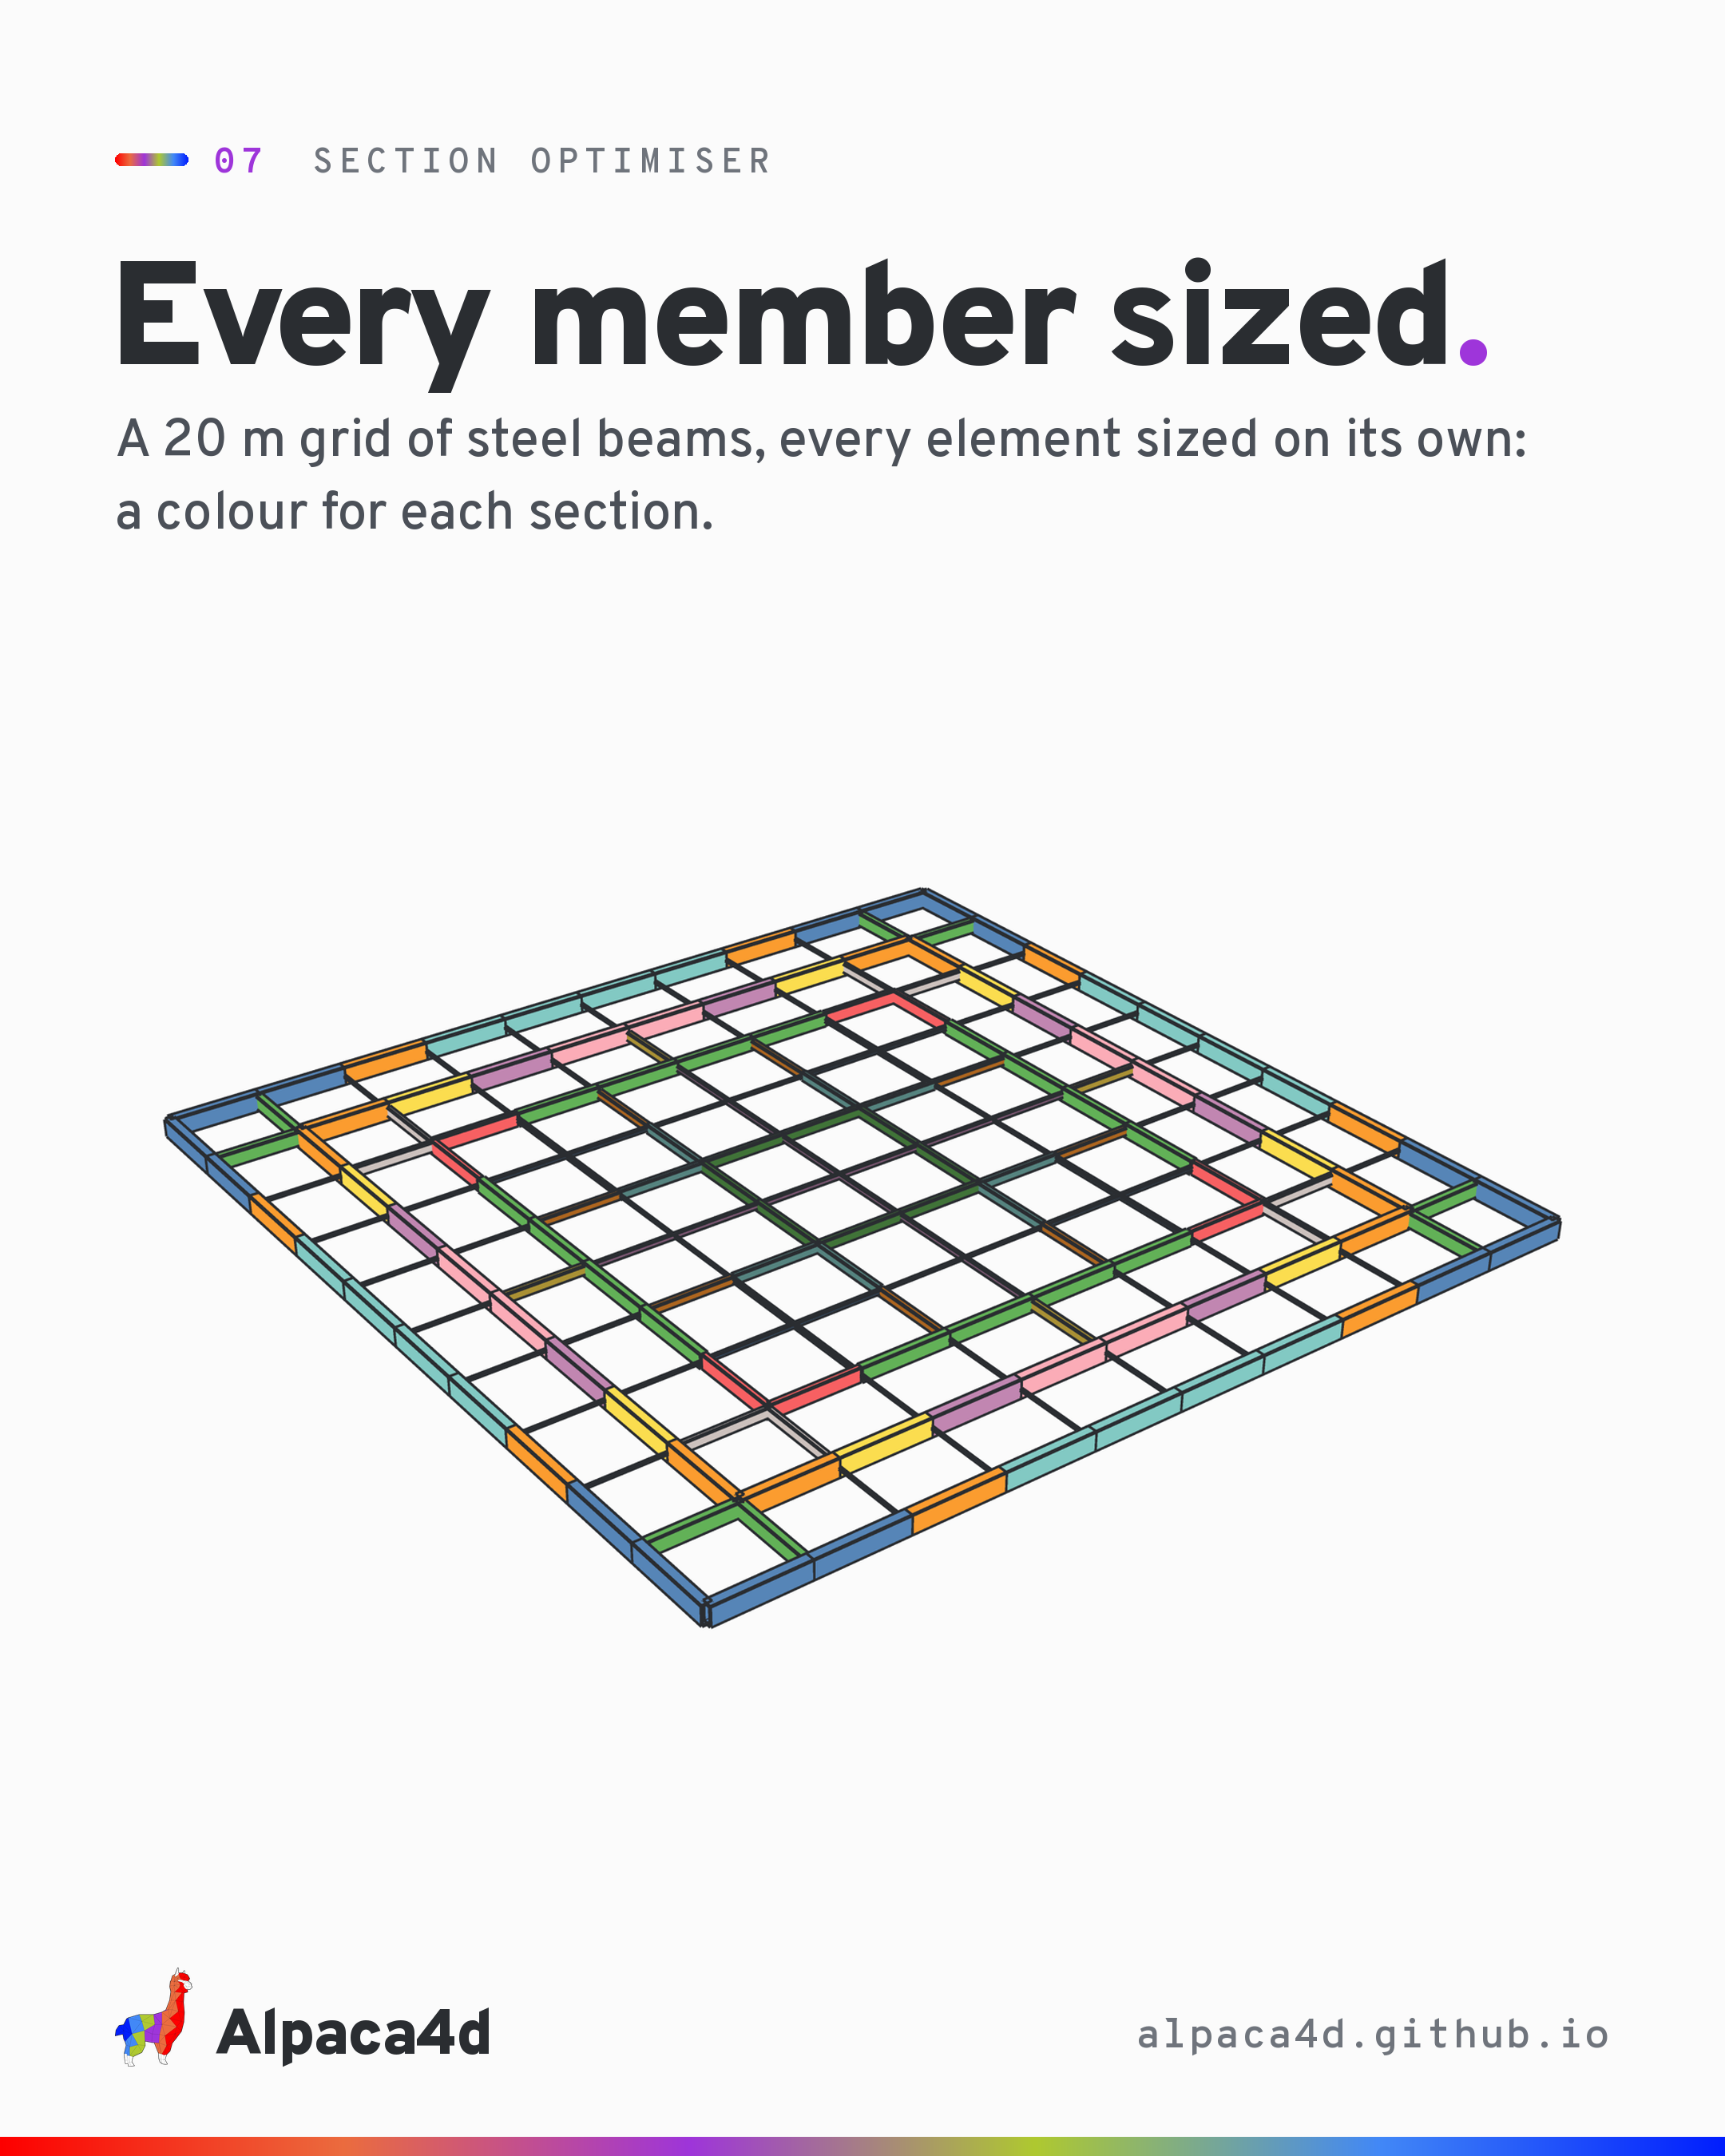 07 SECTION OPTIMISER
Every member sized.
A 20 m grid of steel beams, every element sized on its own:
a colour for each section.
Alpaca4d
alpaca4d.github.io